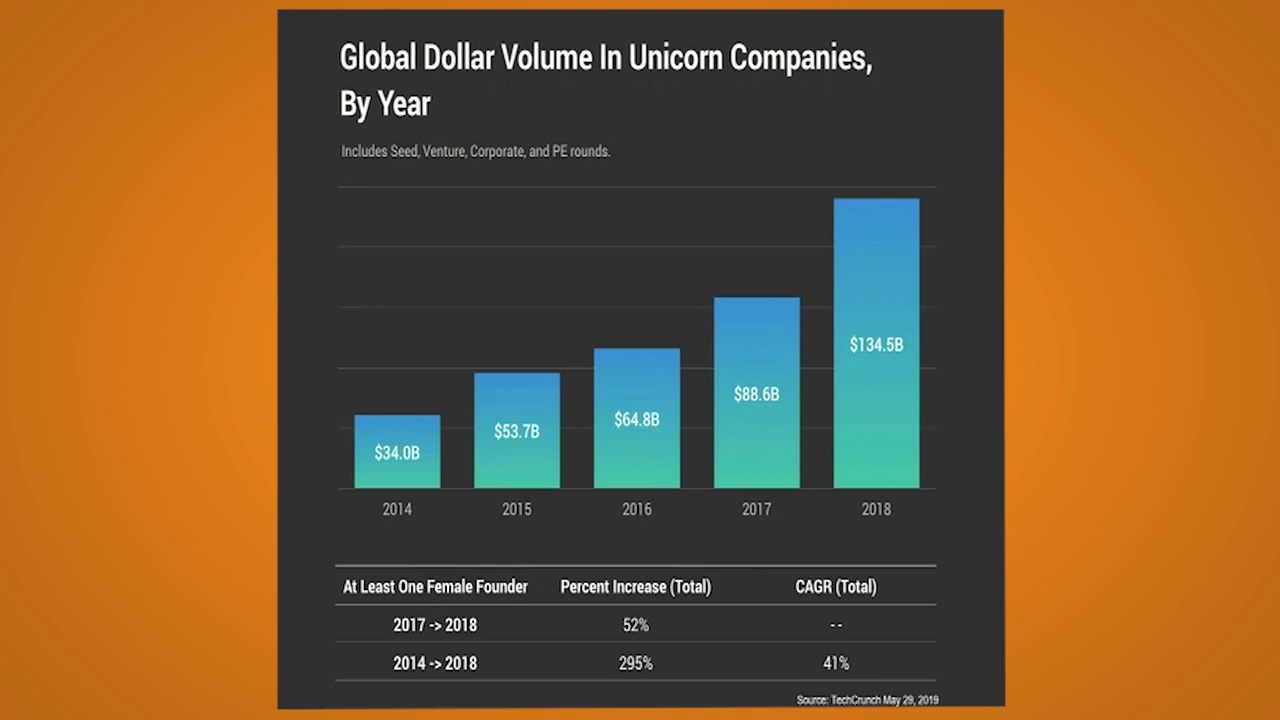 Global Dollar Volume In Unicorn Companies,
By Year
Includes Seed, Venture, Corporate, and PE rounds.
$34.0B
$53.7B
$64.8B
$88.6B
$134.5B
2014 2015 2016 2017 2018
At Least One Female Founder Percent Increase (Total) CAGR (Total)
2017 -> 2018 52% --
2014 -> 2018 295% 41%
Source: TechCrunch May 29, 2019